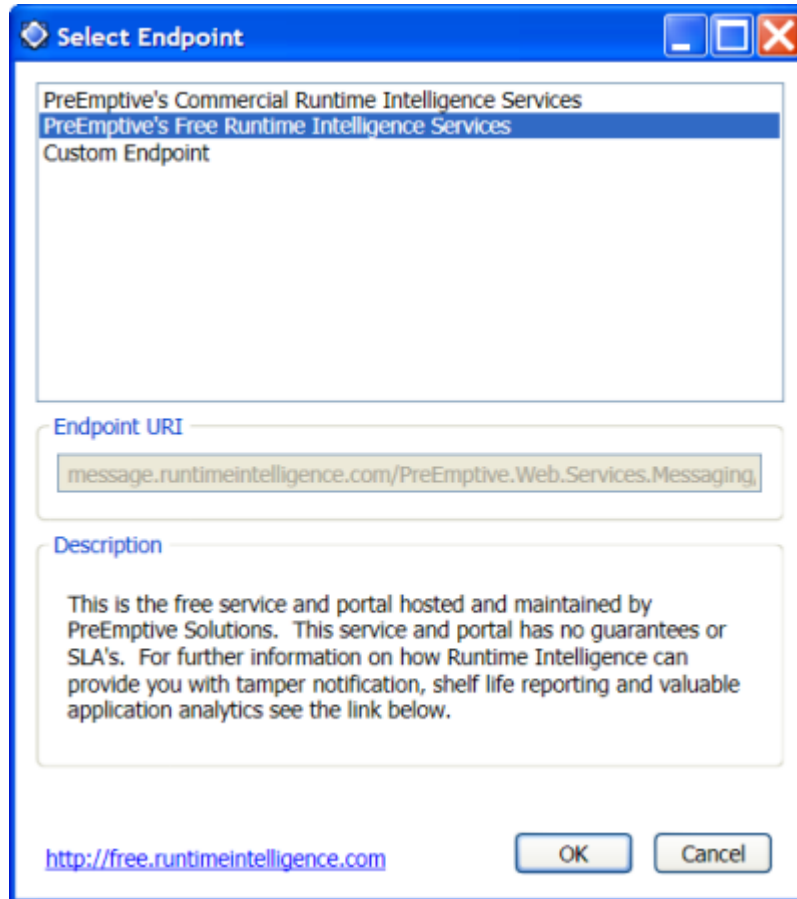 Select Endpoint
PreEmptive's Commercial Runtime Intelligence Services
PreEmptive's Free Runtime Intelligence Services
Custom Endpoint
Endpoint URI
message.runtimeintelligence.com/PreEmptive.Web.Services.Messaging
Description
This is the free service and portal hosted and maintained by
PreEmptive Solutions.  This service and portal has no guarantees or
SLA's.  For further information on how Runtime Intelligence can
provide you with tamper notification, shelf life reporting and valuable
application analytics see the link below.
http://free.runtimeintelligence.com
OK
Cancel